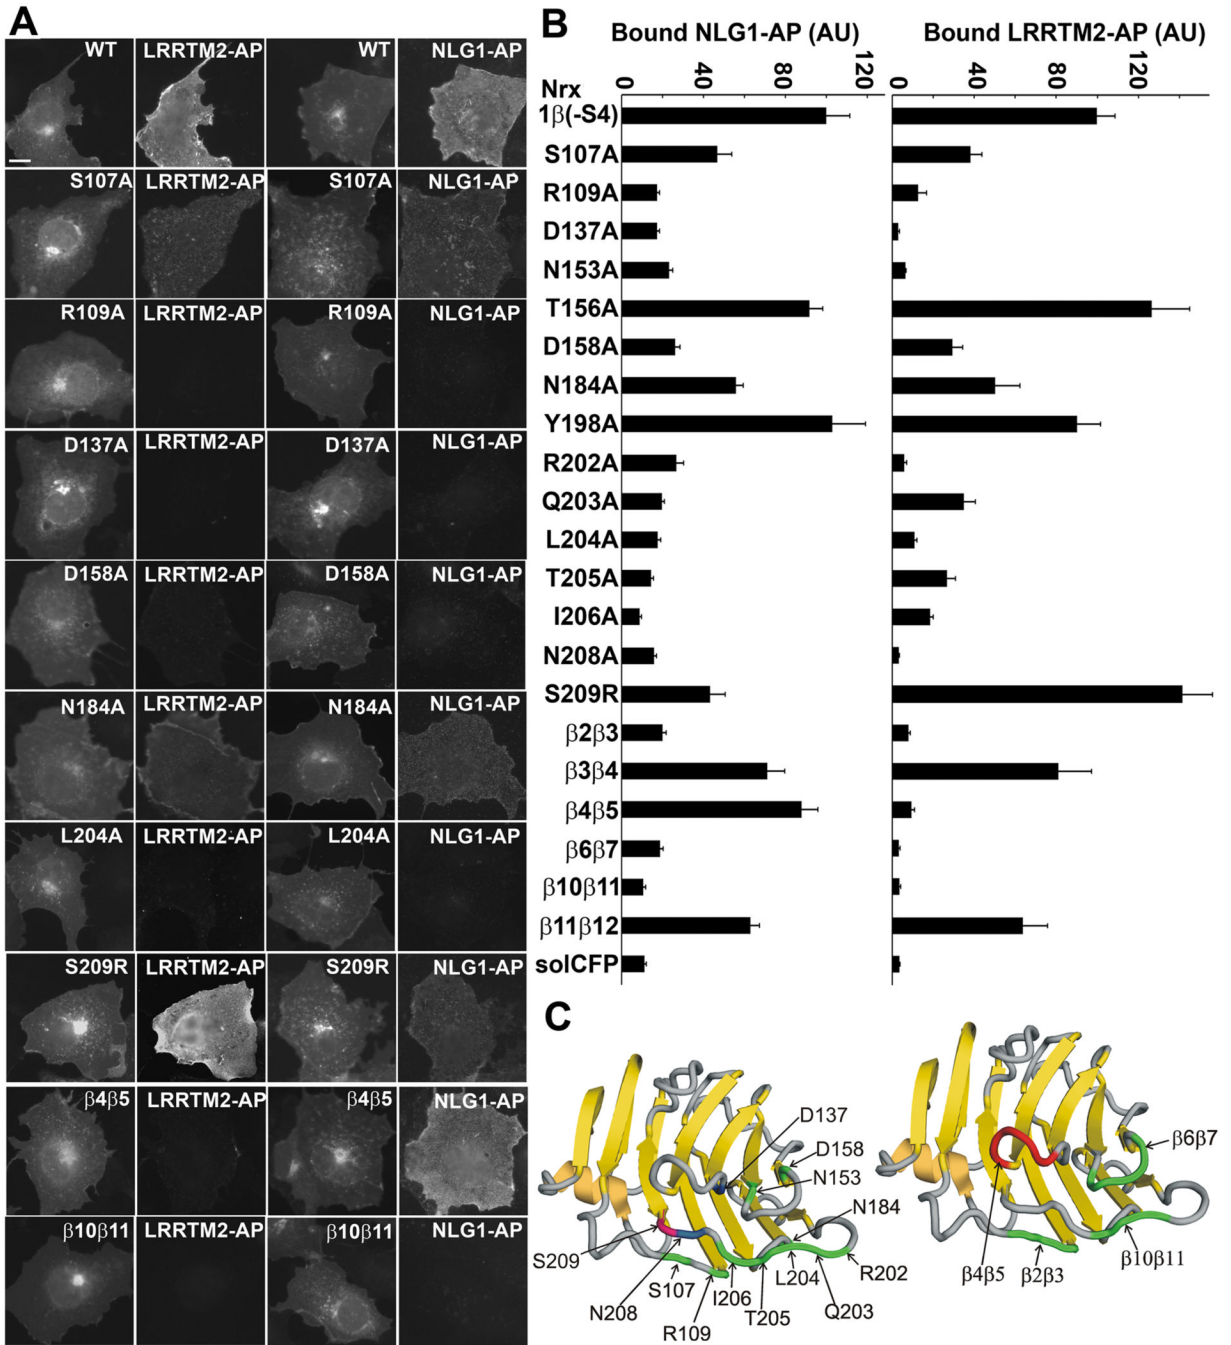 A
WT LRRTM2-AP WT NLG1-AP
S107A LRRTM2-AP S107A NLG1-AP
R109A LRRTM2-AP R109A NLG1-AP
D137A LRRTM2-AP D137A NLG1-AP
D158A LRRTM2-AP D158A NLG1-AP
N184A LRRTM2-AP N184A NLG1-AP
L204A LRRTM2-AP L204A NLG1-AP
S209R LRRTM2-AP S209R NLG1-AP
β4β5 LRRTM2-AP β4β5 NLG1-AP
β10β11 LRRTM2-AP β10β11 NLG1-AP
B
Bound NLG1-AP (AU) Bound LRRTM2-AP (AU)
0 40 80 120 0 40 80 120
Nrx
1β(-S4)
S107A
R109A
D137A
N153A
T156A
D158A
N184A
Y198A
R202A
Q203A
L204A
T205A
I206A
N208A
S209R
β2β3
β3β4
β4β5
β6β7
β10β11
β11β12
solCFP
C
D137
D158
N153
N184
S209
S107
L204
R202
N208
I206
Q203
R109
T205
β6β7
β4β5
β2β3
β10β11